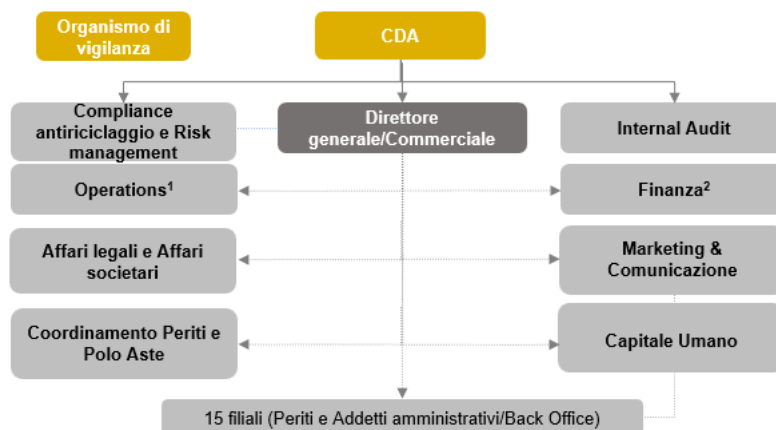 Organismo di
vigilanza
CDA
Compliance
antiriciclaggio e Risk
management
Direttore
generale/Commerciale
Internal Audit
Operations¹
Finanza²
Affari legali e Affari
societari
Marketing &
Comunicazione
Coordinamento Periti e
Polo Aste
Capitale Umano
15 filiali (Periti e Addetti amministrativi/Back Office)